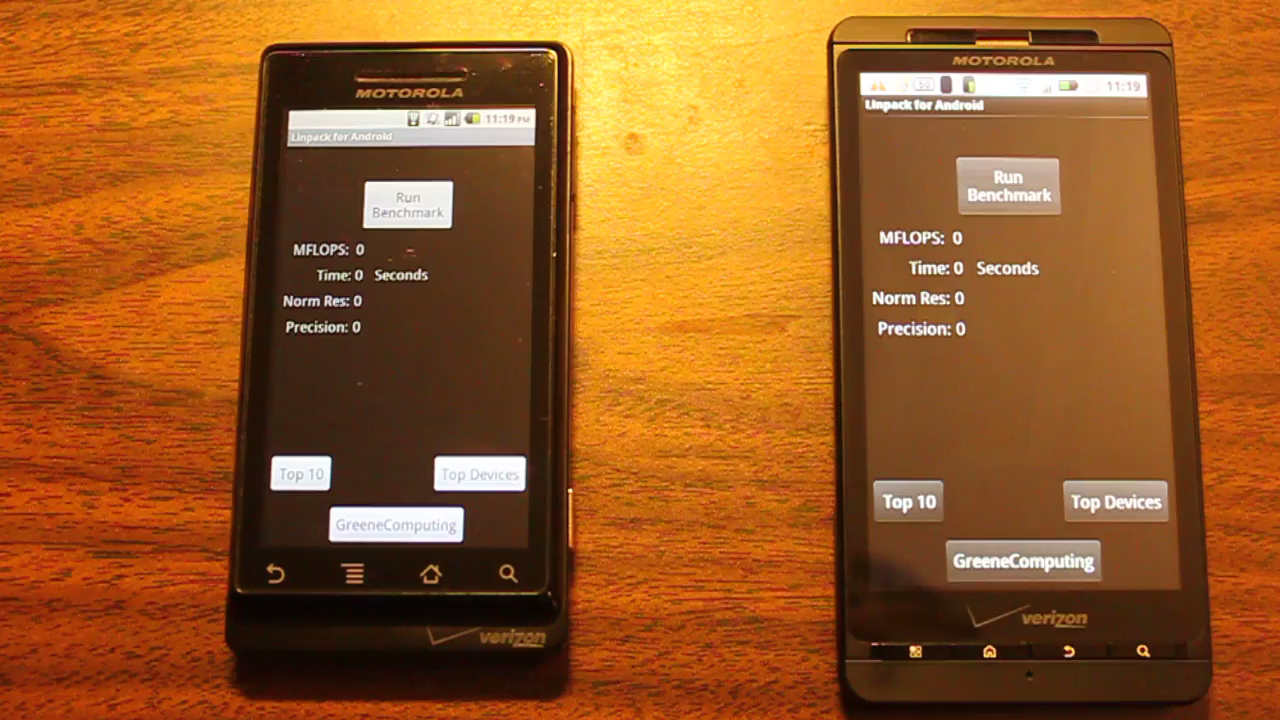 MOTOROLA
11:19 PM
Linpack for Android
Run
Benchmark
MFLOPS: 0
Time: 0 Seconds
Norm Res: 0
Precision: 0
Top 10
Top Devices
GreeneComputing
verizon
MOTOROLA
50
11:19
Linpack for Android
Run
Benchmark
MFLOPS: 0
Time: 0 Seconds
Norm Res: 0
Precision: 0
Top 10
Top Devices
GreeneComputing
verizon